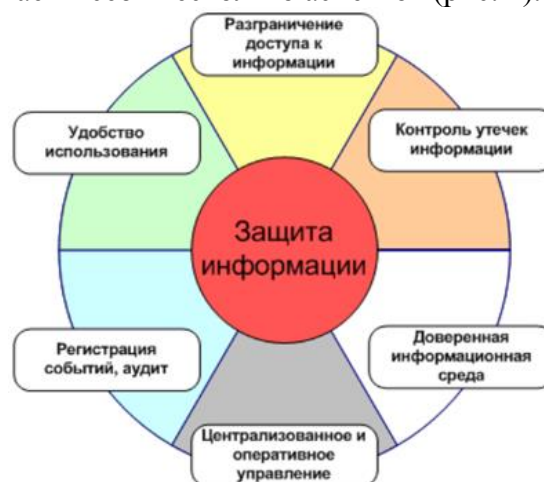 Разграничение
доступа к
информации
Удобство
использования
Контроль утечек
информации
Защита
информации
Регистрация
событий, аудит
Доверенная
информационная
среда
Централизованное и
оперативное
управление